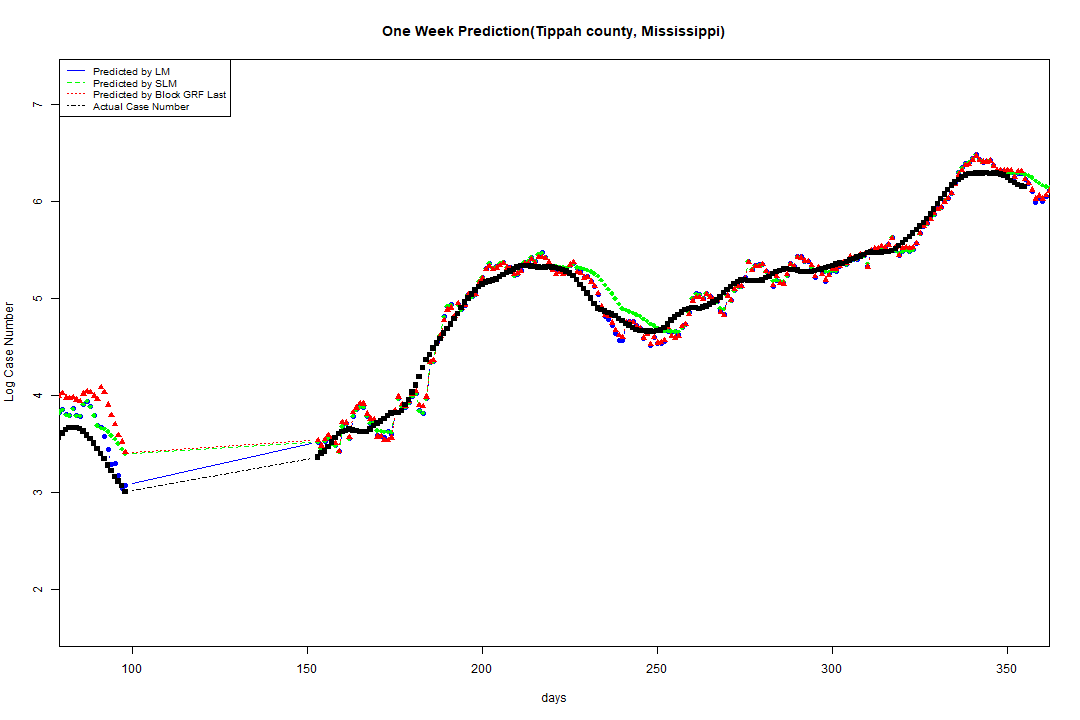 One Week Prediction(Tippah county, Mississippi)
Predicted by LM
Predicted by SLM
Predicted by Block GRF Last
Actual Case Number
7
6
5
4
3
2
Log Case Number
100 150 200 250 300 350
days